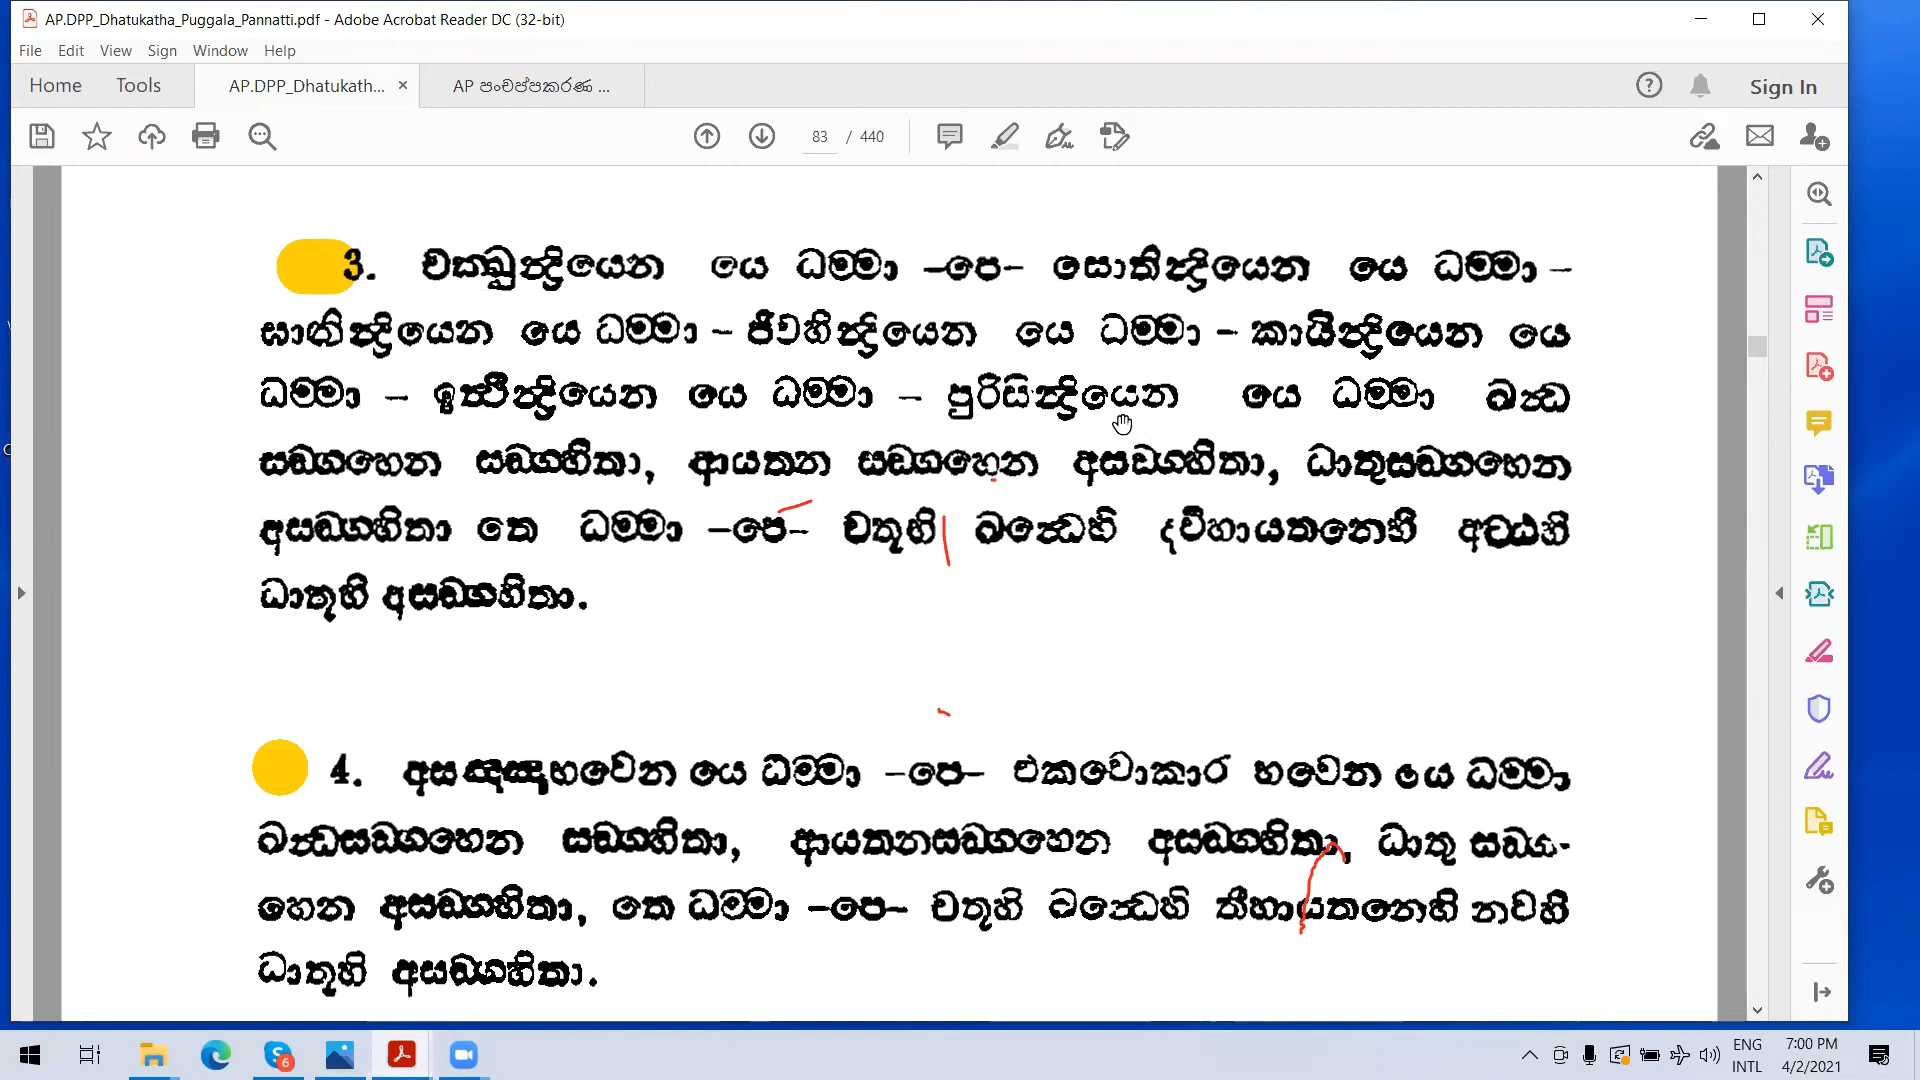 AP.DPP_Dhatukatha_Puggala_Pannatti.pdf - Adobe Acrobat Reader DC (32-bit)
File Edit View Sign Window Help
Home Tools AP.DPP_Dhatukath... × AP පංචප්පකරණ ... Sign In
83 / 440
3. චක්ඛුන්ද්‍රියෙන යෙ ධම්මා -පෙ- සොතින්ද්‍රියෙන යෙ ධම්මා -
ඝානින්ද්‍රියෙන යෙ ධම්මා - ජිව්හින්ද්‍රියෙන යෙ ධම්මා - කායින්ද්‍රියෙන යෙ
ධම්මා - ඉත්ථින්ද්‍රියෙන යෙ ධම්මා - පුරිසින්ද්‍රියෙන යෙ ධම්මා ඛන්ධ
සඞ්ගහෙන සඞ්ගහිතා, ආයතන සඞ්ගහෙන අසඞ්ගහිතා, ධාතුසඞ්ගහෙන
අසඞ්ගහිතා තෙ ධම්මා -පෙ- චතූහි ඛන්ධෙහි ද්වීහායතනෙහි අට්ඨහි
ධාතූහි අසඞ්ගහිතා.
4. අසඤ්ඤභවෙන යෙ ධම්මා -පෙ- එකවොකාර භවෙන යෙ ධම්මා
ඛන්ධසඞ්ගහෙන සඞ්ගහිතා, ආයතනසඞ්ගහෙන අසඞ්ගහිතා, ධාතු සඞ්ග-
හෙන අසඞ්ගහිතා, තෙ ධම්මා -පෙ- චතූහි ඛන්ධෙහි තීහායතනෙහි නවහි
ධාතූහි අසඞ්ගහිතා.
6
ENG 7:00 PM
INTL 4/2/2021